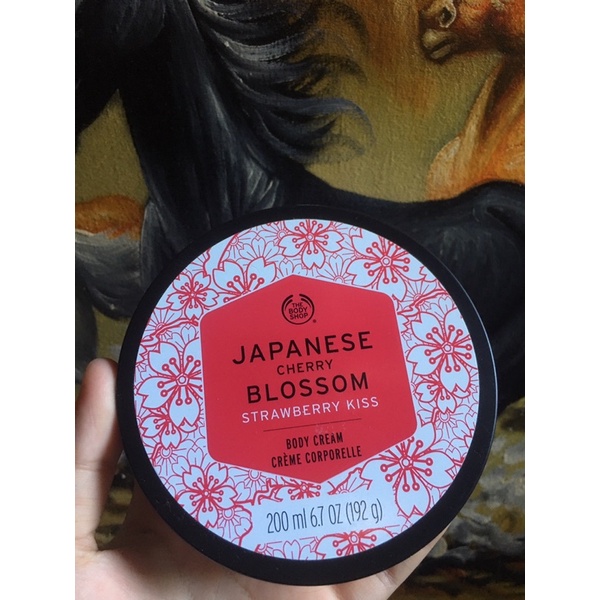 THE
BODY
SHOP
®
JAPANESE
CHERRY
BLOSSOM
STRAWBERRY KISS
BODY CREAM
CRÈME CORPORELLE
200 ml 6.7 OZ (192 g)